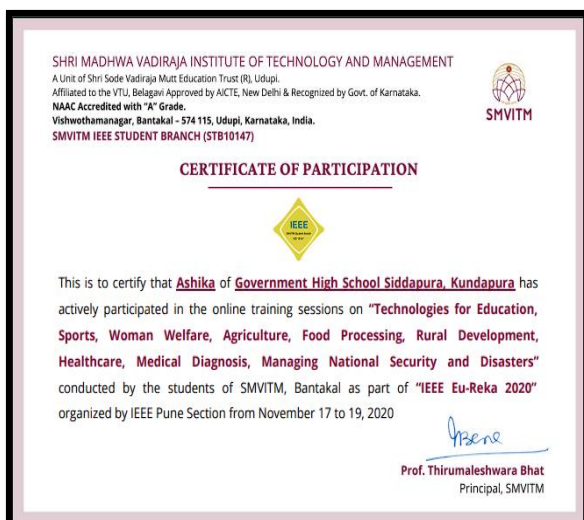 SHRI MADHWA VADIRAJA INSTITUTE OF TECHNOLOGY AND MANAGEMENT
A Unit of Shri Sode Vadiraja Mutt Education Trust (R), Udupi.
Affiliated to the VTU, Belagavi Approved by AICTE, New Delhi & Recognized by Govt. of Karnataka.
NAAC Accredited with "A" Grade.
Vishwothamanagar, Bantakal – 574 115, Udupi, Karnataka, India.
SMVITM IEEE STUDENT BRANCH (STB10147)
SMVITM
CERTIFICATE OF PARTICIPATION
IEEE
This is to certify that Ashika of Government High School Siddapura, Kundapura has
actively participated in the online training sessions on "Technologies for Education,
Sports, Woman Welfare, Agriculture, Food Processing, Rural Development,
Healthcare, Medical Diagnosis, Managing National Security and Disasters"
conducted by the students of SMVITM, Bantakal as part of "IEEE Eu-Reka 2020"
organized by IEEE Pune Section from November 17 to 19, 2020
Prof. Thirumaleshwara Bhat
Principal, SMVITM